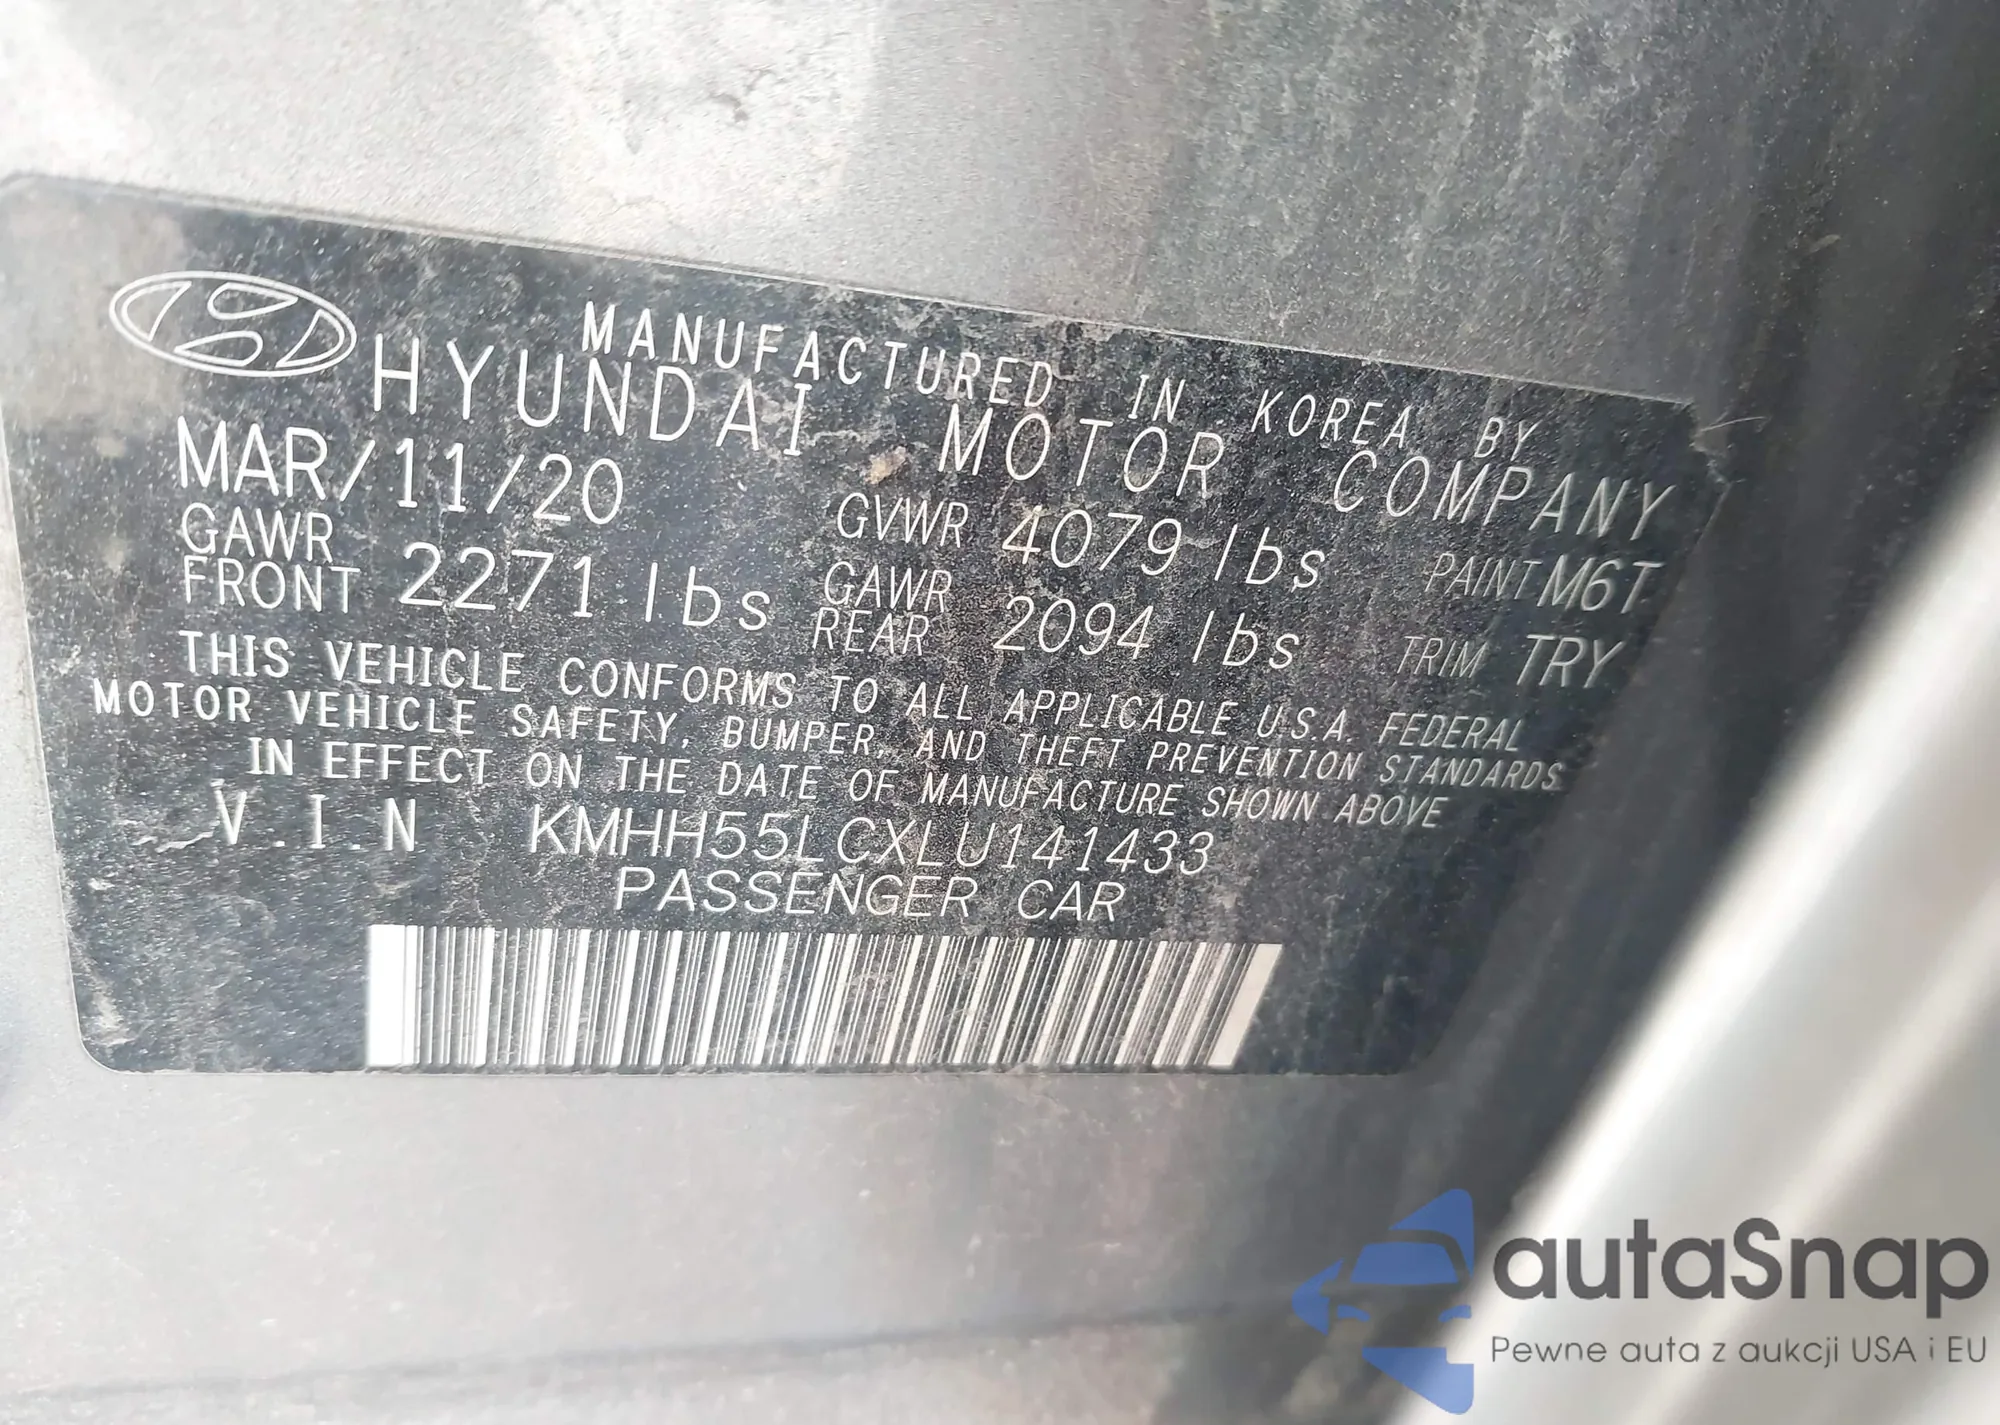 MANUFACTURED IN KOREA BY
HYUNDAI MOTOR COMPANY
MAR/11/20 GVWR 4079 lbs PAINT M6T
GAWR FRONT 2271 lbs GAWR REAR 2094 lbs TRIM TRY
THIS VEHICLE CONFORMS TO ALL APPLICABLE U.S.A. FEDERAL
MOTOR VEHICLE SAFETY, BUMPER, AND THEFT PREVENTION STANDARDS
IN EFFECT ON THE DATE OF MANUFACTURE SHOWN ABOVE
V.I.N KMHH55LCXLU141433
PASSENGER CAR
autaSnap
Pewne auta z aukcji USA i EU